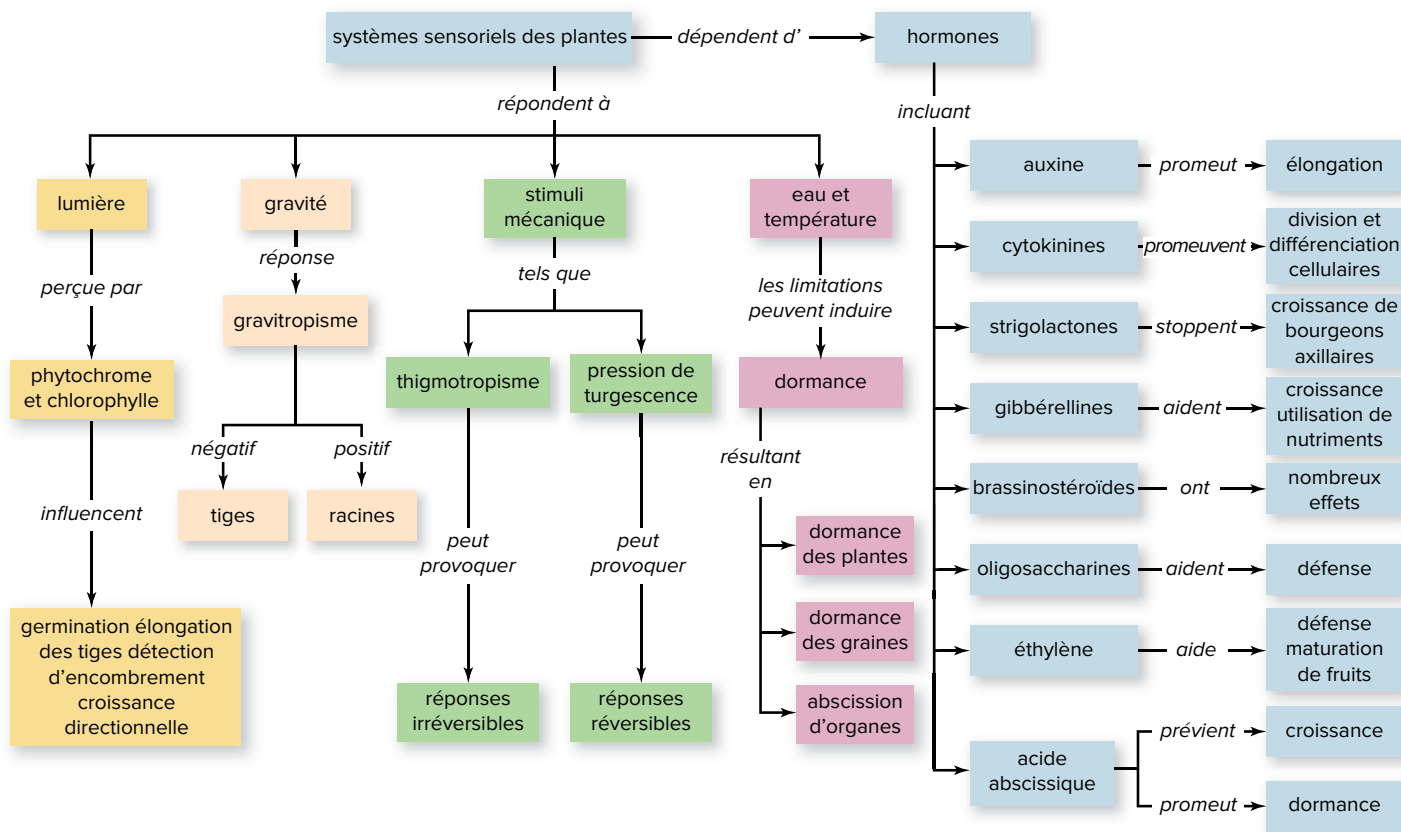 systèmes sensoriels des plantes
dépendent d'
hormones
répondent à
incluant
lumière
perçue par
phytochrome
et chlorophylle
influencent
germination élongation
des tiges détection
d'encombrement
croissance
directionnelle
gravité
réponse
gravitropisme
négatif
positif
tiges
racines
stimuli
mécanique
tels que
thigmotropisme
pression de
turgescence
peut
provoquer
peut
provoquer
réponses
irréversibles
réponses
réversibles
eau et
température
les limitations
peuvent induire
dormance
résultant
en
dormance
des plantes
dormance
des graines
abscission
d'organes
auxine
promeut
élongation
cytokinines
promeuvent
division et
différenciation
cellulaires
strigolactones
stoppent
croissance de
bourgeons
axillaires
gibbérellines
aident
croissance
utilisation de
nutriments
brassinostéroïdes
ont
nombreux
effets
oligosaccharines
aident
défense
éthylène
aide
défense
maturation
de fruits
acide
abscissique
prévient
croissance
promeut
dormance